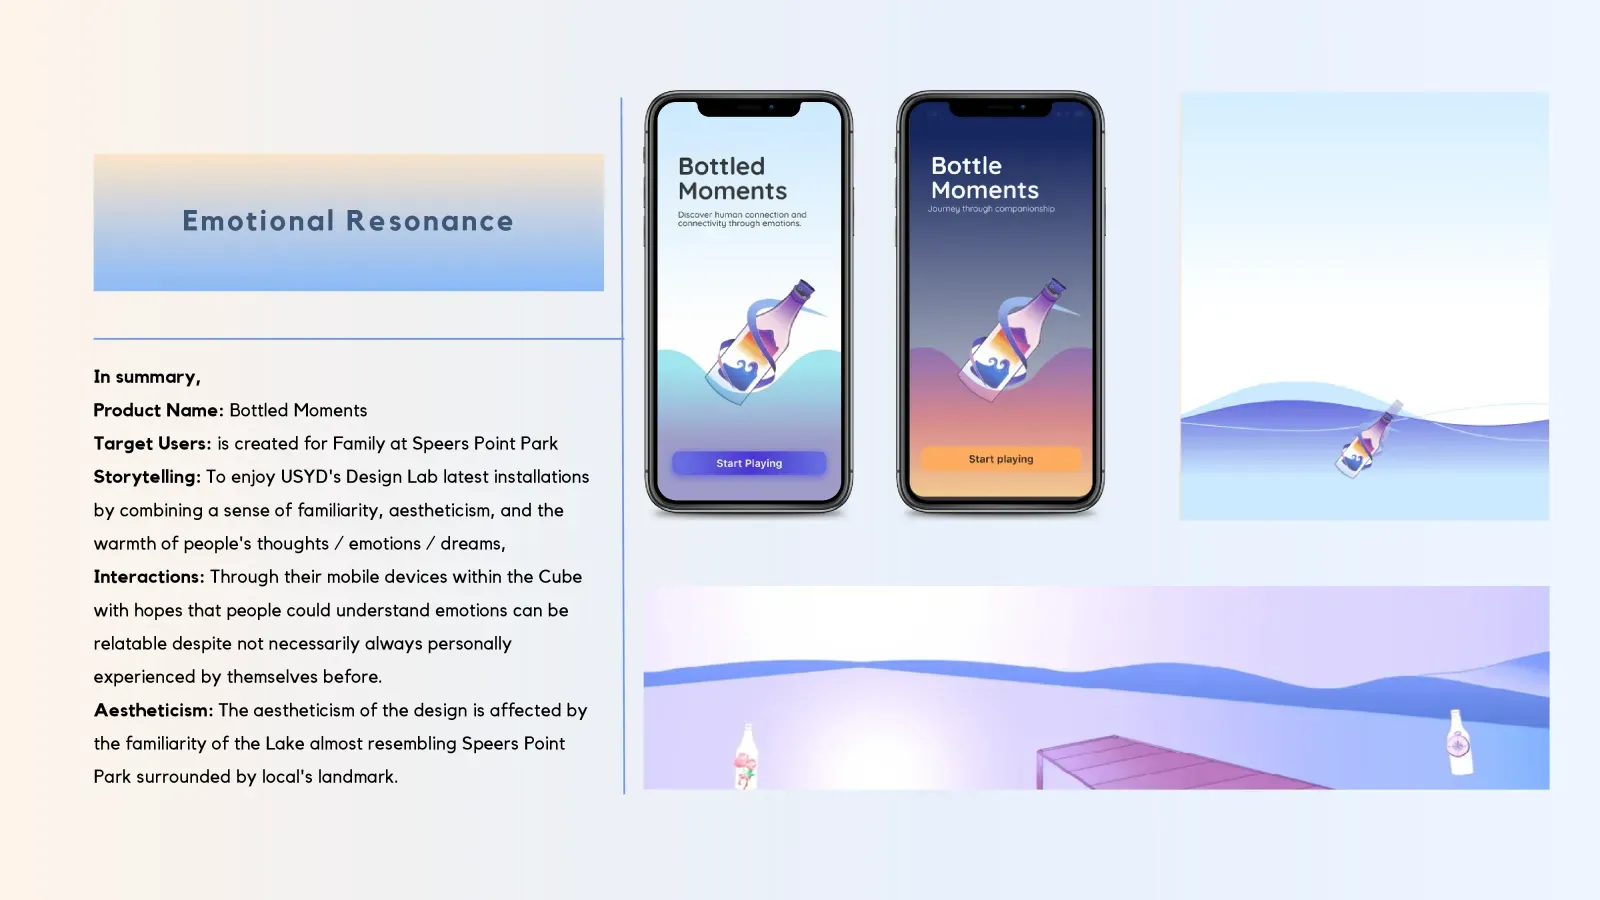 Emotional Resonance
In summary,
Product Name: Bottled Moments
Target Users: is created for Family at Speers Point Park
Storytelling: To enjoy USYD's Design Lab latest installations
by combining a sense of familiarity, aestheticism, and the
warmth of people's thoughts / emotions / dreams,
Interactions: Through their mobile devices within the Cube
with hopes that people could understand emotions can be
relatable despite not necessarily always personally
experienced by themselves before.
Aestheticism: The aestheticism of the design is affected by
the familiarity of the Lake almost resembling Speers Point
Park surrounded by local's landmark.
Bottled
Moments
Discover human connection and
connectivity through emotions.
Start Playing
Bottle
Moments
Journey through companionship
Start playing